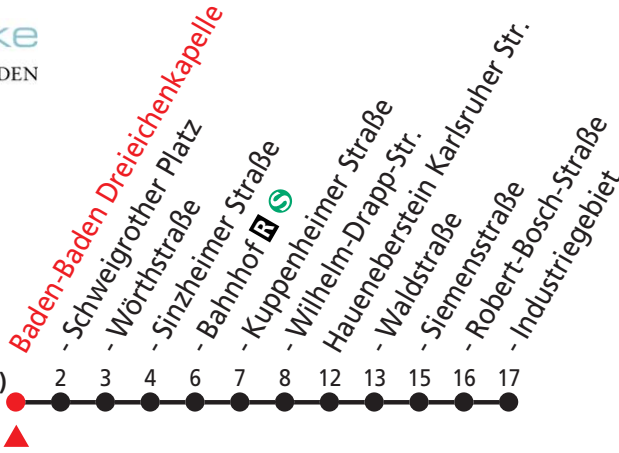 ke
DEN
Baden-Baden Dreieichenkapelle
- Schweigrother Platz
- Wörthstraße
- Sinzheimer Straße
- Bahnhof R S
- Kuppenheimer Straße
- Wilhelm-Drapp-Str.
Haueneberstein Karlsruher Str.
- Waldstraße
- Siemensstraße
- Robert-Bosch-Straße
- Industriegebiet
) 2 3 4 6 7 8 12 13 15 16 17